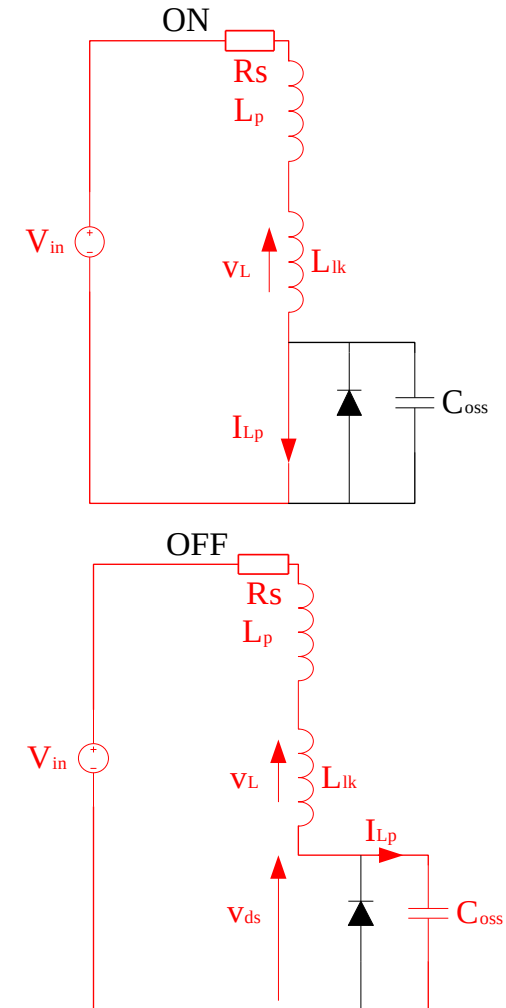 ON
Rs
Lp
Vin
+
−
vL
Llk
ILp
Coss
OFF
Rs
Lp
Vin
+
−
vL
Llk
ILp
vds
Coss